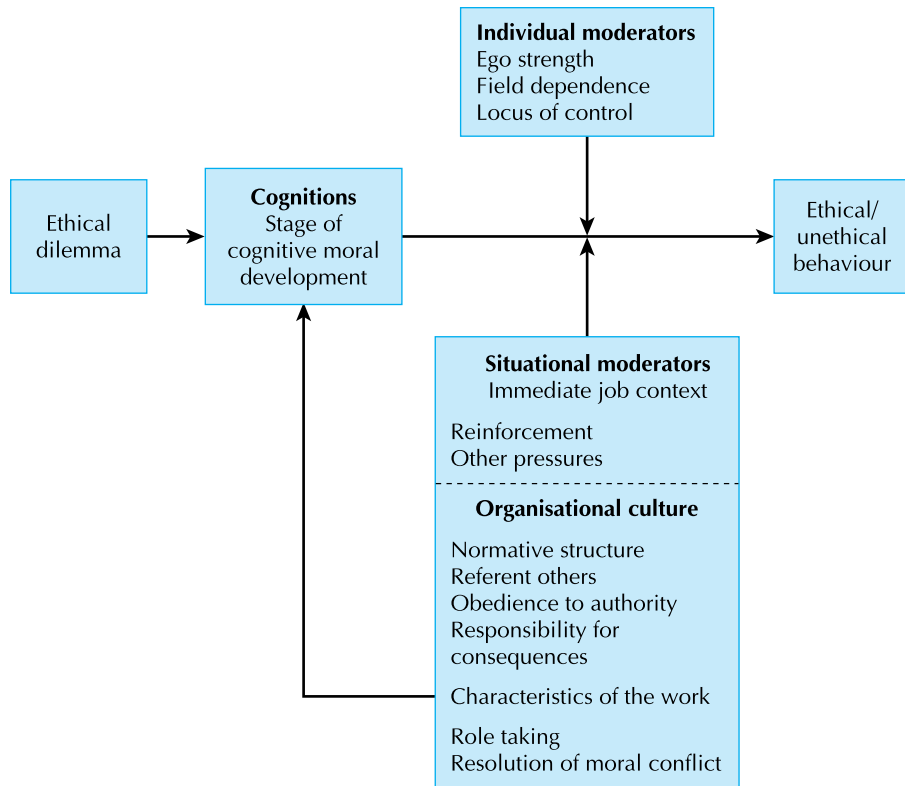 Individual moderators
Ego strength
Field dependence
Locus of control
Ethical
dilemma
Cognitions
Stage of
cognitive moral
development
Ethical/
unethical
behaviour
Situational moderators
Immediate job context
Reinforcement
Other pressures
Organisational culture
Normative structure
Referent others
Obedience to authority
Responsibility for
consequences
Characteristics of the work
Role taking
Resolution of moral conflict